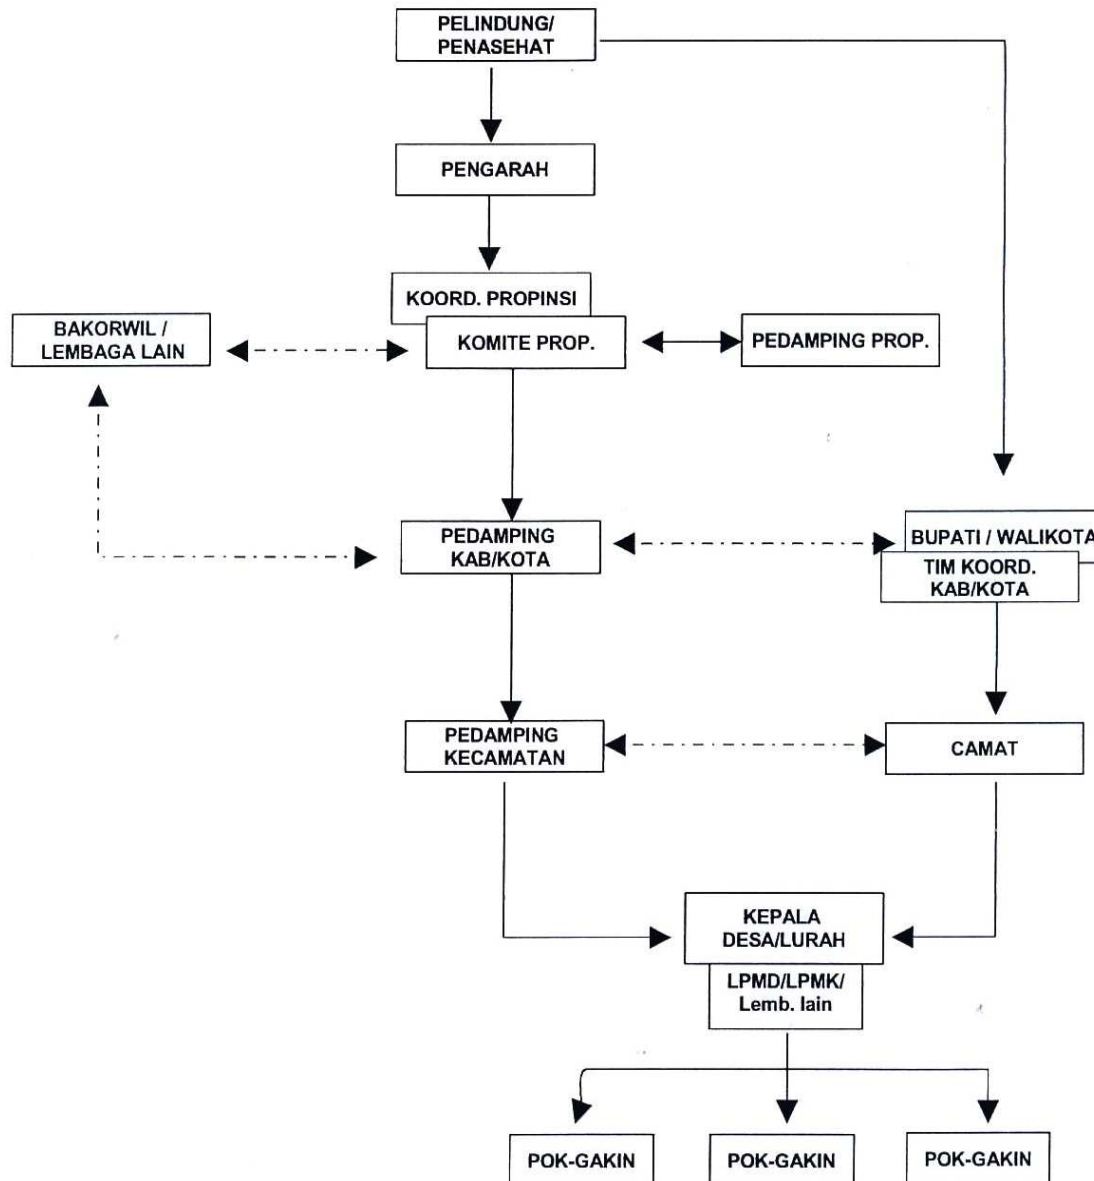 PELINDUNG/
PENASEHAT
PENGARAH
KOORD. PROPINSI
KOMITE PROP.
BAKORWIL /
LEMBAGA LAIN
PEDAMPING PROP.
PEDAMPING
KAB/KOTA
BUPATI / WALIKOTA
TIM KOORD.
KAB/KOTA
PEDAMPING
KECAMATAN
CAMAT
KEPALA
DESA/LURAH
LPMD/LPMK/
Lemb. lain
POK-GAKIN
POK-GAKIN
POK-GAKIN